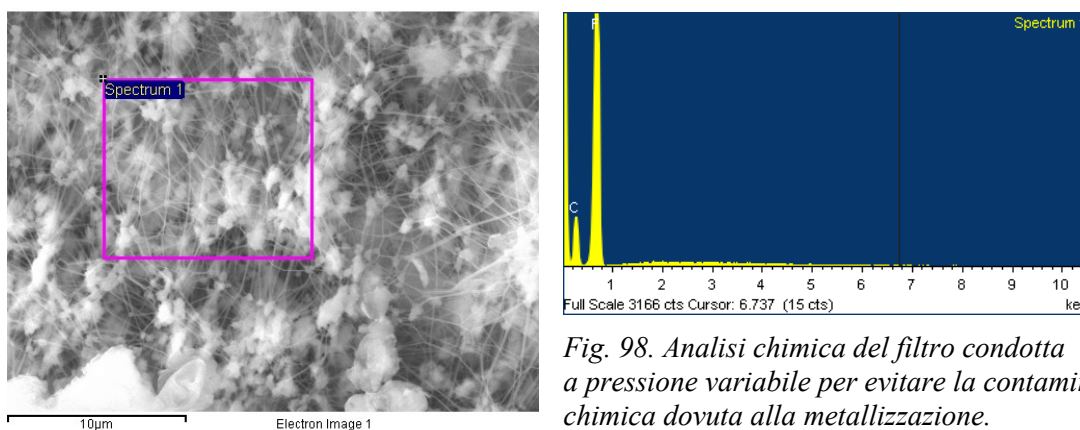 Spectrum 1
10µm
Electron Image 1
Spectrum
F
C
1 2 3 4 5 6 7 8 9 10
Full Scale 3166 cts Cursor: 6.737 (15 cts)
Fig. 98. Analisi chimica del filtro condotta
a pressione variabile per evitare la
chimica dovuta alla metallizzazione.